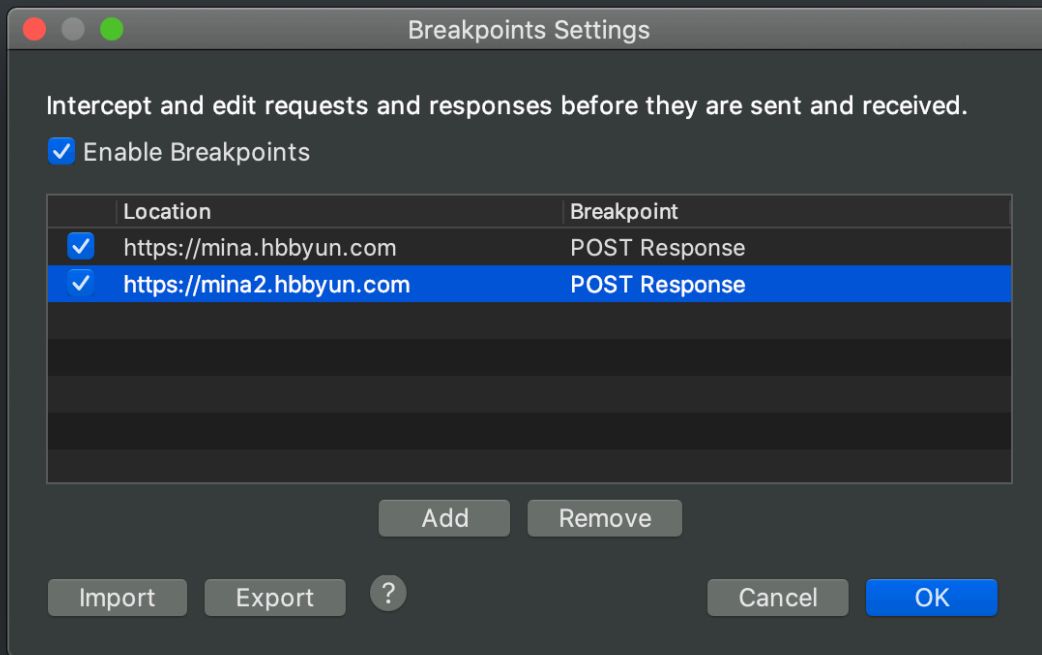 Breakpoints Settings
Intercept and edit requests and responses before they are sent and received.
Enable Breakpoints
Location Breakpoint
https://mina.hbbyun.com POST Response
https://mina2.hbbyun.com POST Response
Add Remove
Import Export ? Cancel OK